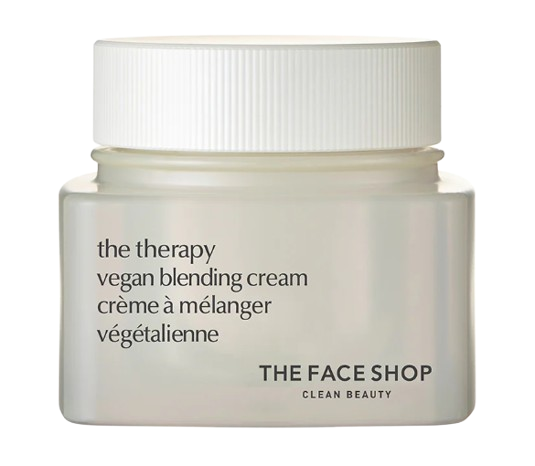 the therapy
vegan blending cream
crème à mélanger
végétalienne
THE FACE SHOP
CLEAN BEAUTY